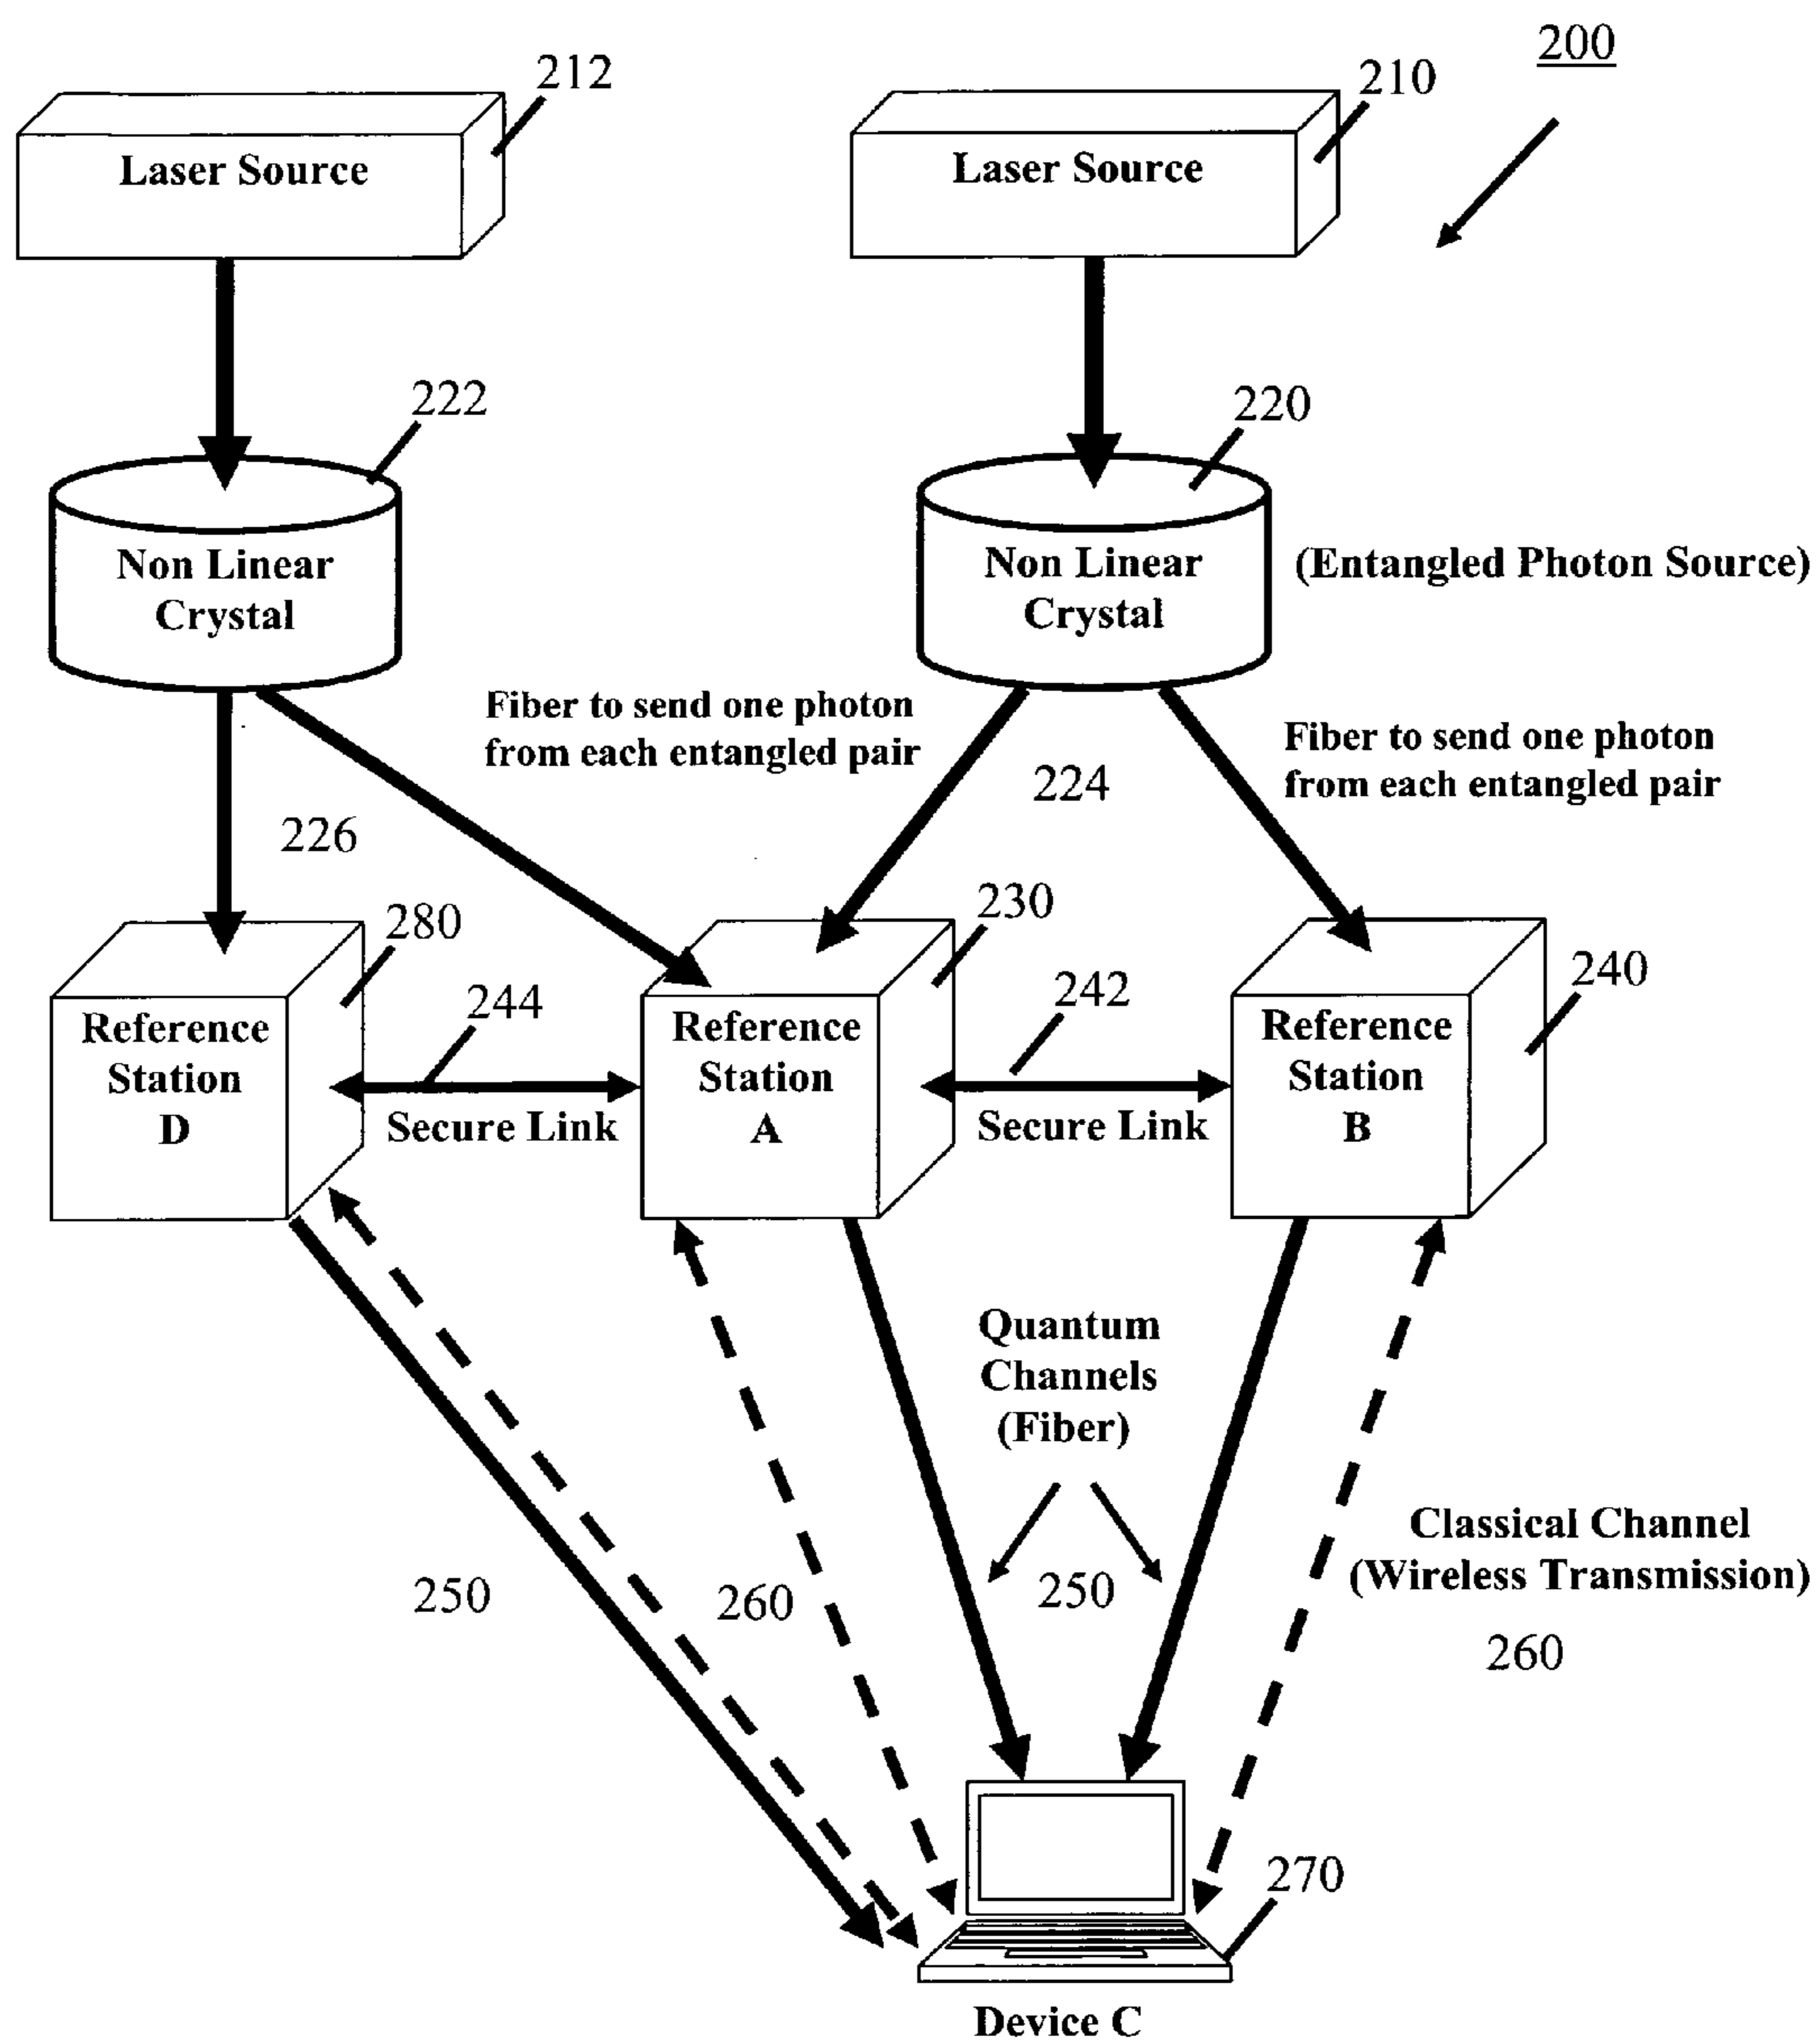 200
212
210
Laser Source
Laser Source
222
220
Non Linear
Crystal
Non Linear
Crystal
(Entangled Photon Source)
Fiber to send one photon
from each entangled pair
Fiber to send one photon
from each entangled pair
224
226
280
230
240
244
242
Reference
Station
D
Reference
Station
A
Reference
Station
B
Secure Link
Secure Link
Quantum
Channels
(Fiber)
Classical Channel
(Wireless Transmission)
250
260
250
260
270
Device C